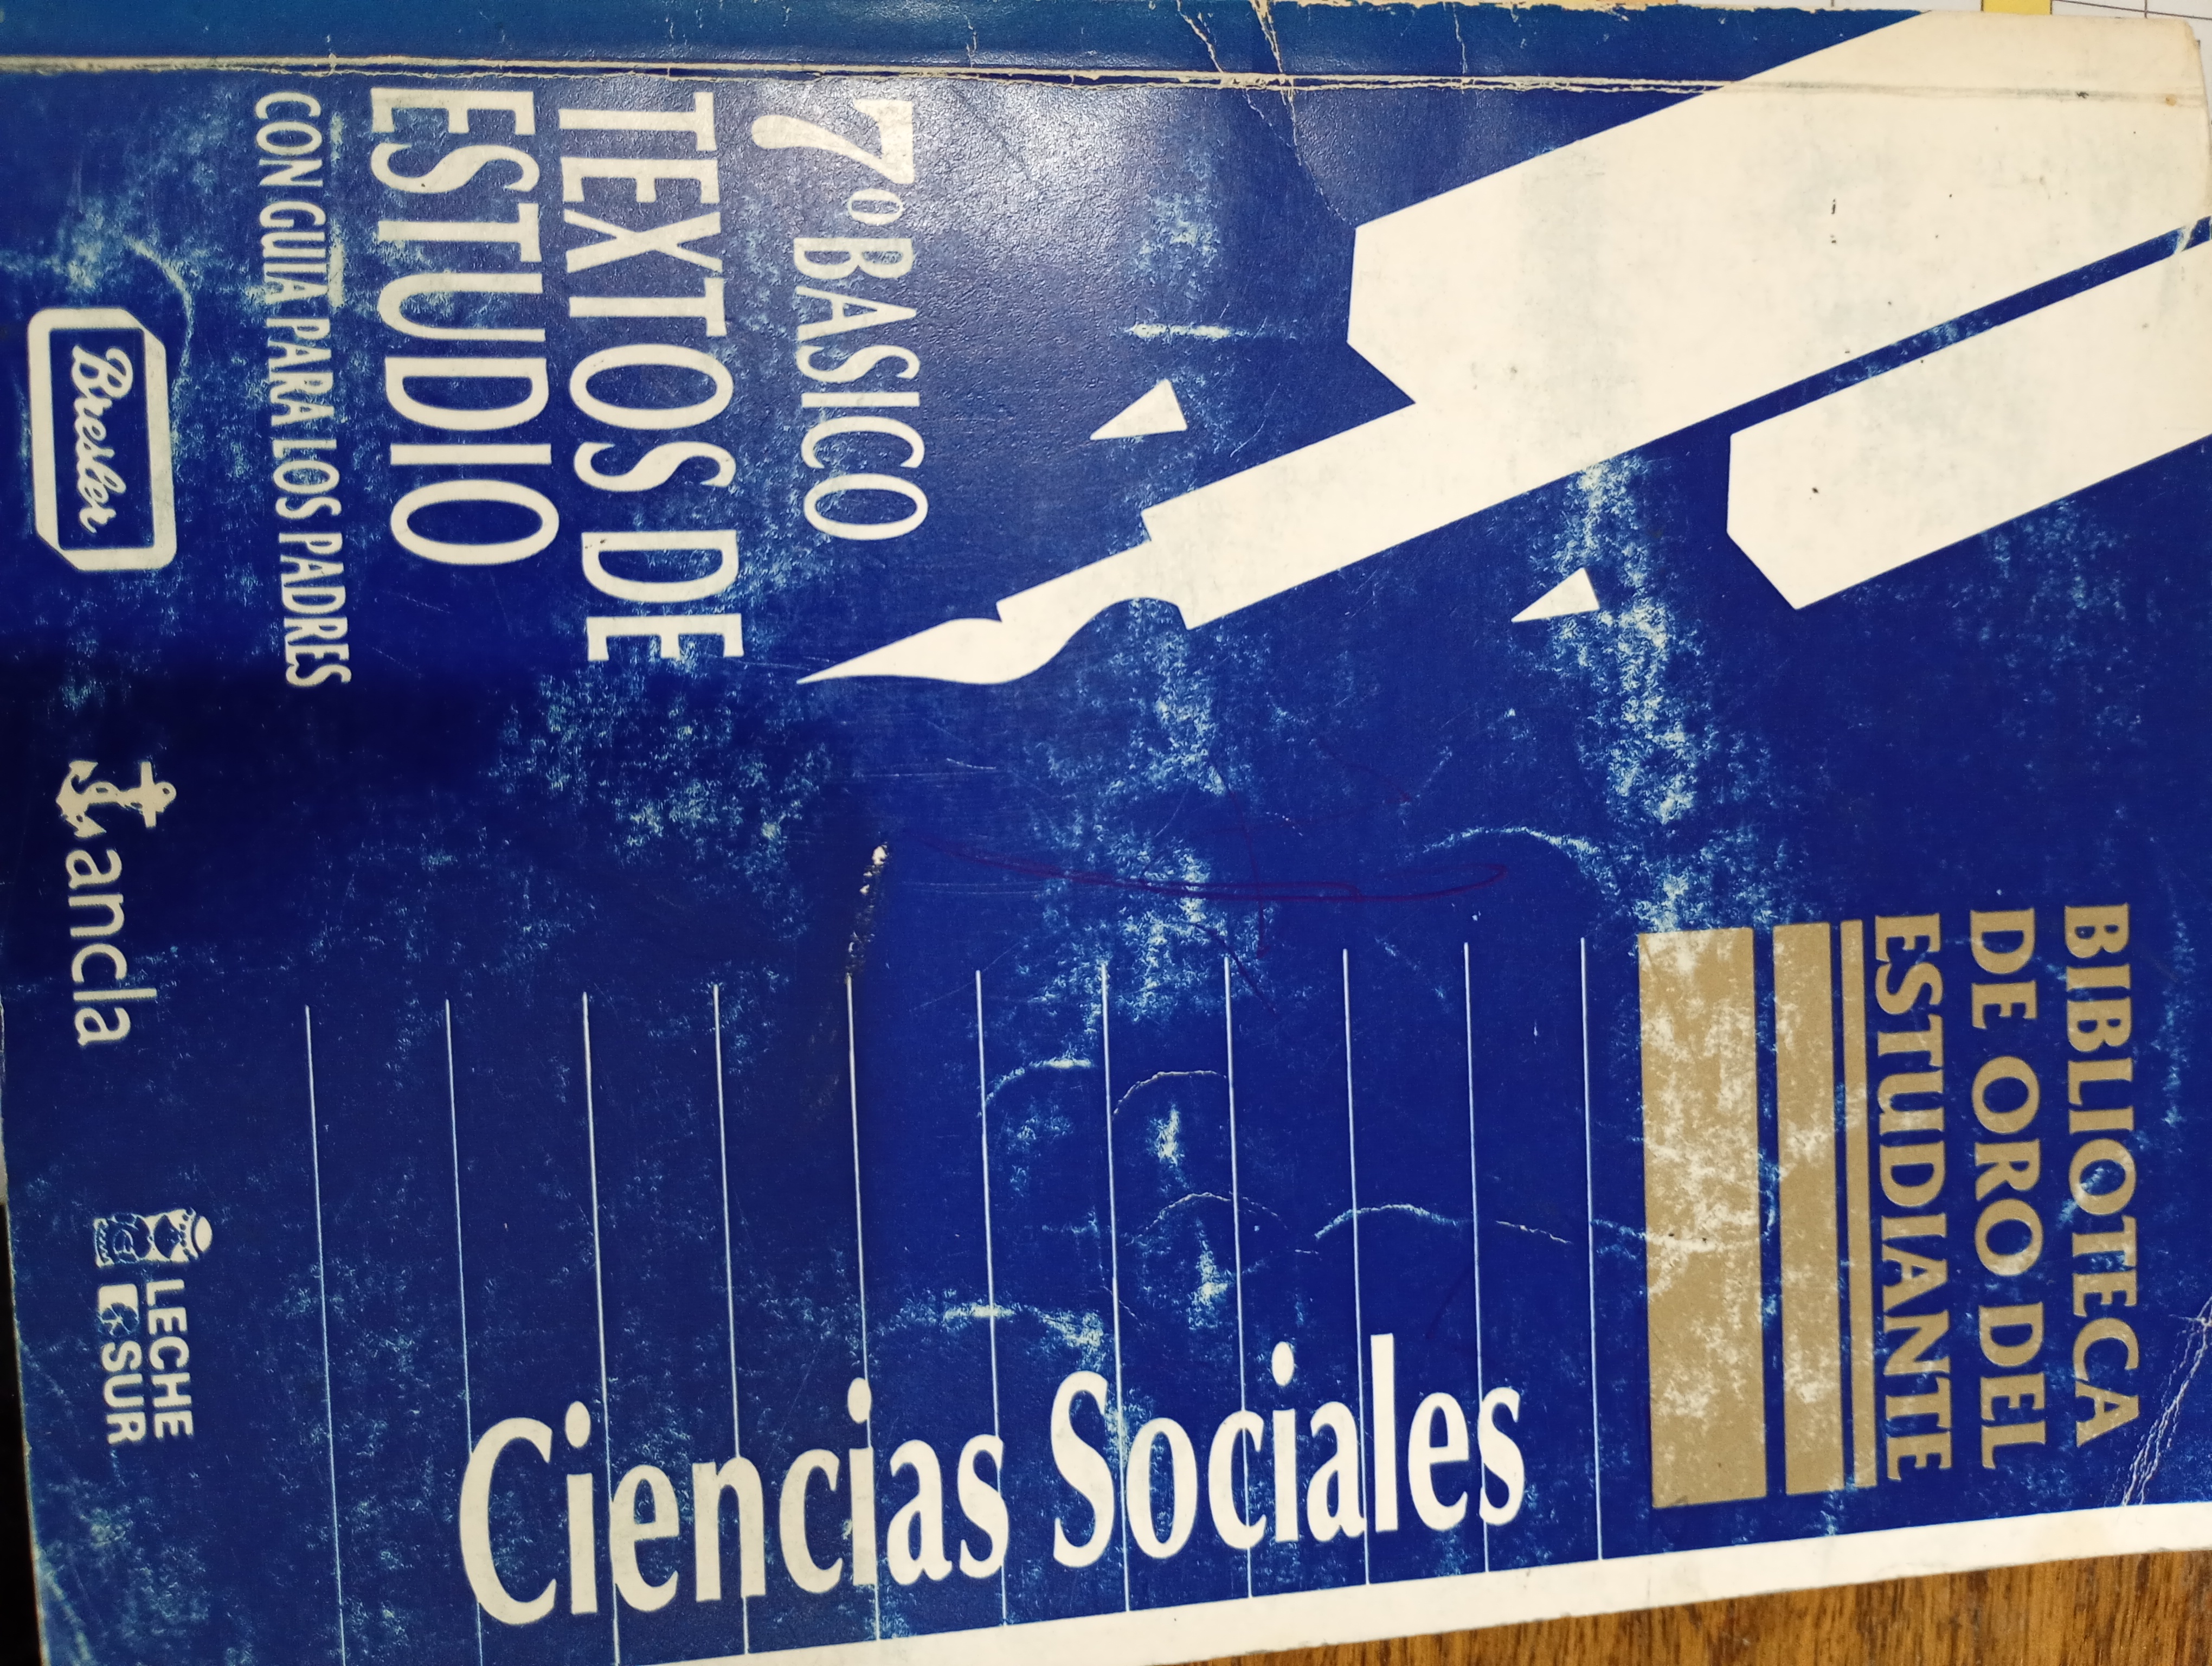 BIBLIOTECA
DE ORO DEL
ESTUDIANTE
Ciencias Sociales
7º BASICO
TEXTOS DE
ESTUDIO
CON GUIA PARA LOS PADRES
Bresler
ancla
LECHE
SUR